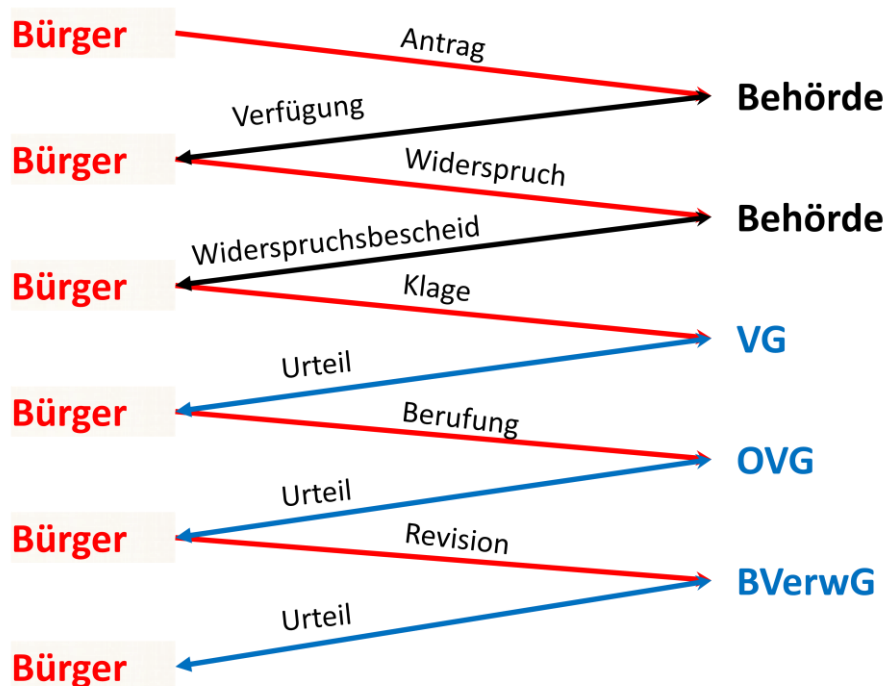 Bürger
Antrag
Behörde
Verfügung
Bürger
Widerspruch
Behörde
Widerspruchsbescheid
Bürger
Klage
VG
Urteil
Bürger
Berufung
OVG
Urteil
Bürger
Revision
BVerwG
Urteil
Bürger